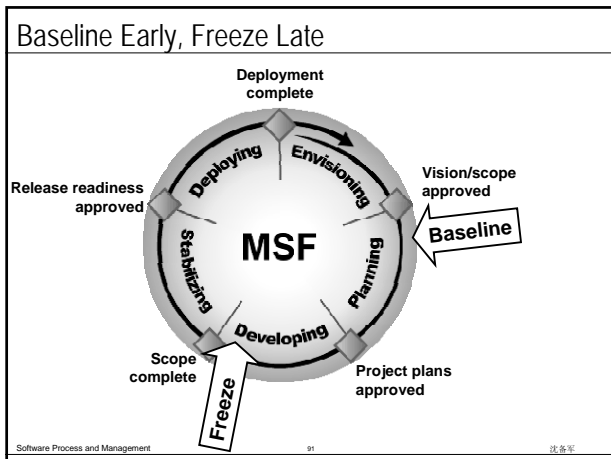 Baseline Early, Freeze Late
Deployment
complete
Deploying
Envisioning
Release readiness
approved
Vision/scope
approved
Baseline
MSF
Stabilizing
Planning
Developing
Scope
complete
Freeze
Project plans
approved
Software Process and Management
91
沈备军